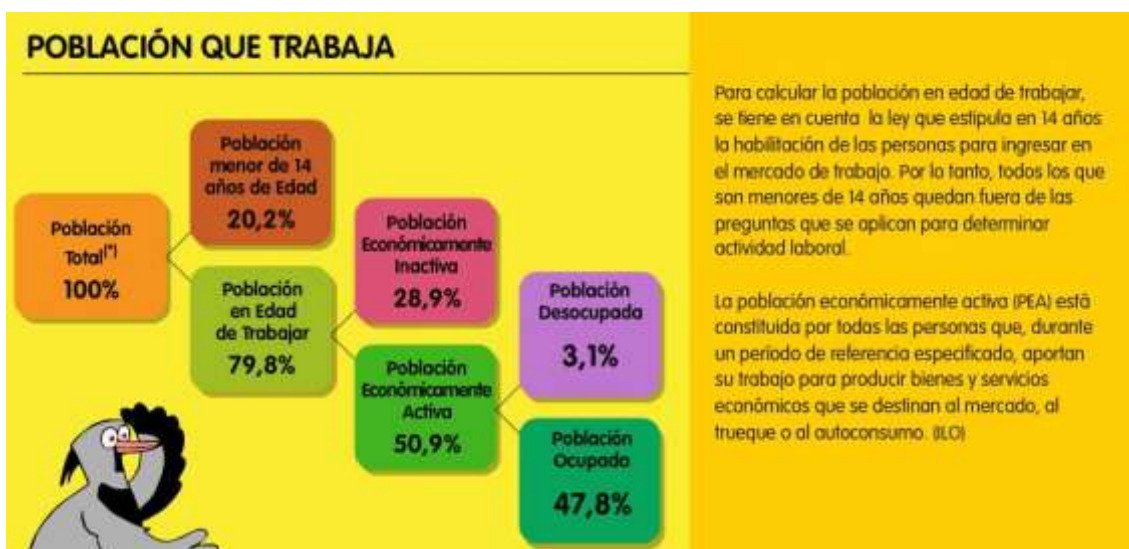 POBLACIÓN QUE TRABAJA
Población
Total(*)
100%
Población
menor de 14
años de Edad
20,2%
Población
en Edad
de Trabajar
79,8%
Población
Económicamente
Inactiva
28,9%
Población
Económicamente
Activa
50,9%
Población
Desocupada
3,1%
Población
Ocupada
47,8%
Para calcular la población en edad de trabajar,
se tiene en cuenta la ley que estipula en 14 años
la habilitación de las personas para ingresar en
el mercado de trabajo. Por lo tanto, todos los que
son menores de 14 años quedan fuera de las
preguntas que se aplican para determinar
actividad laboral.
La población económicamente activa (PEA) está
constituida por todas las personas que, durante
un período de referencia especificado, aportan
su trabajo para producir bienes y servicios
económicos que se destinan al mercado, al
trueque o al autoconsumo. (ILO)